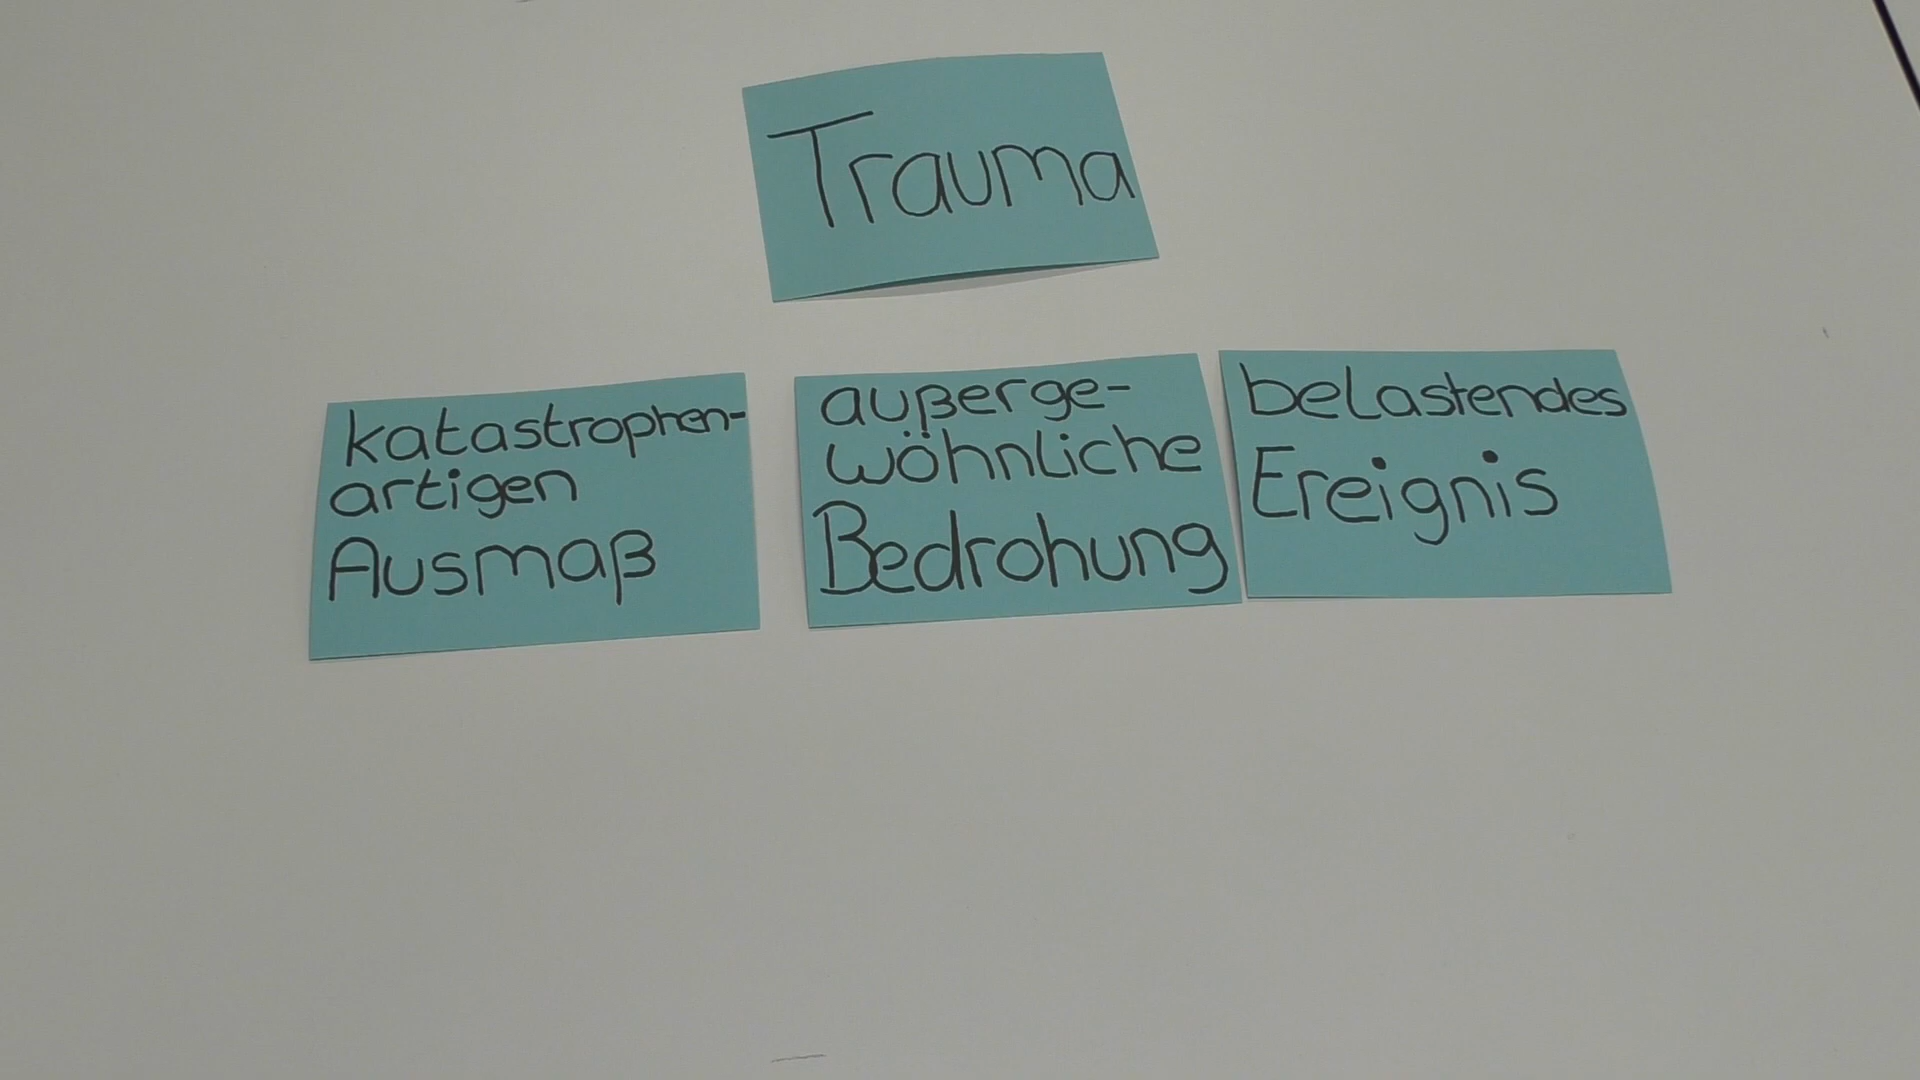 Trauma
katastrophen-
artigen
Ausmaß
außerge-
wöhnliche
Bedrohung
belastendes
Ereignis